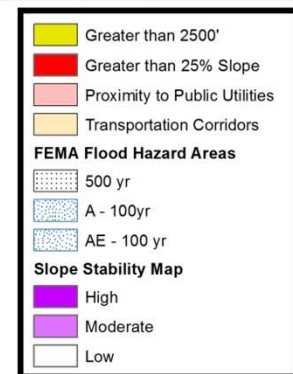 Greater than 2500'
Greater than 25% Slope
Proximity to Public Utilities
Transportation Corridors
FEMA Flood Hazard Areas
500 yr
A - 100yr
AE - 100 yr
Slope Stability Map
High
Moderate
Low